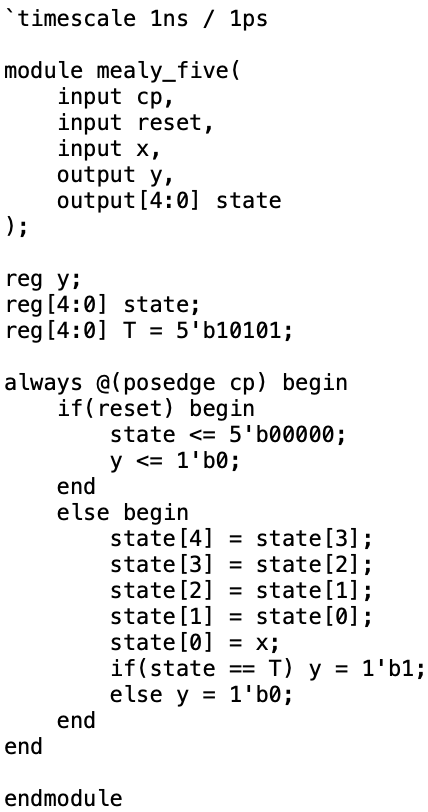 `timescale 1ns / 1ps

module mealy_five(
    input cp,
    input reset,
    input x,
    output y,
    output[4:0] state
);

reg y;
reg[4:0] state;
reg[4:0] T = 5'b10101;

always @(posedge cp) begin
    if(reset) begin
        state <= 5'b00000;
        y <= 1'b0;
    end
    else begin
        state[4] = state[3];
        state[3] = state[2];
        state[2] = state[1];
        state[1] = state[0];
        state[0] = x;
        if(state == T) y = 1'b1;
        else y = 1'b0;
    end
end

endmodule